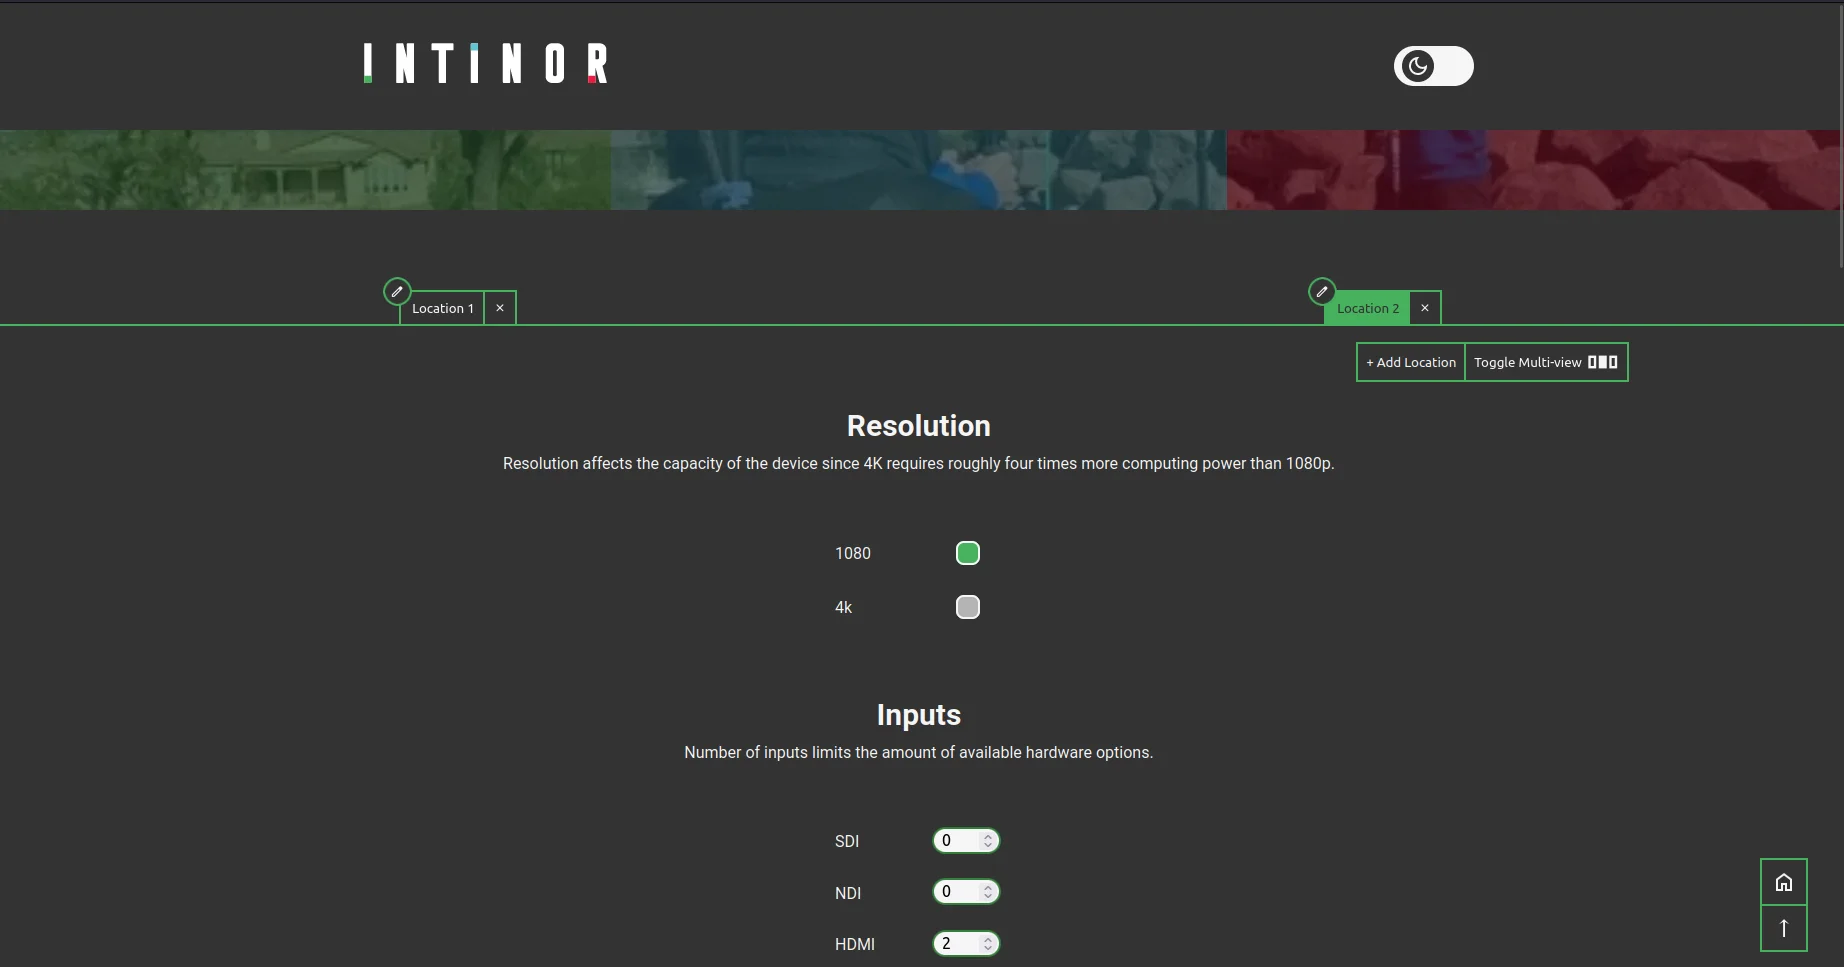 INTINOR
Location 1 ×
Location 2 ×
+ Add Location Toggle Multi-view
Resolution
Resolution affects the capacity of the device since 4K requires roughly four times more computing power than 1080p.
1080
4k
Inputs
Number of inputs limits the amount of available hardware options.
SDI 0
NDI 0
HDMI 2